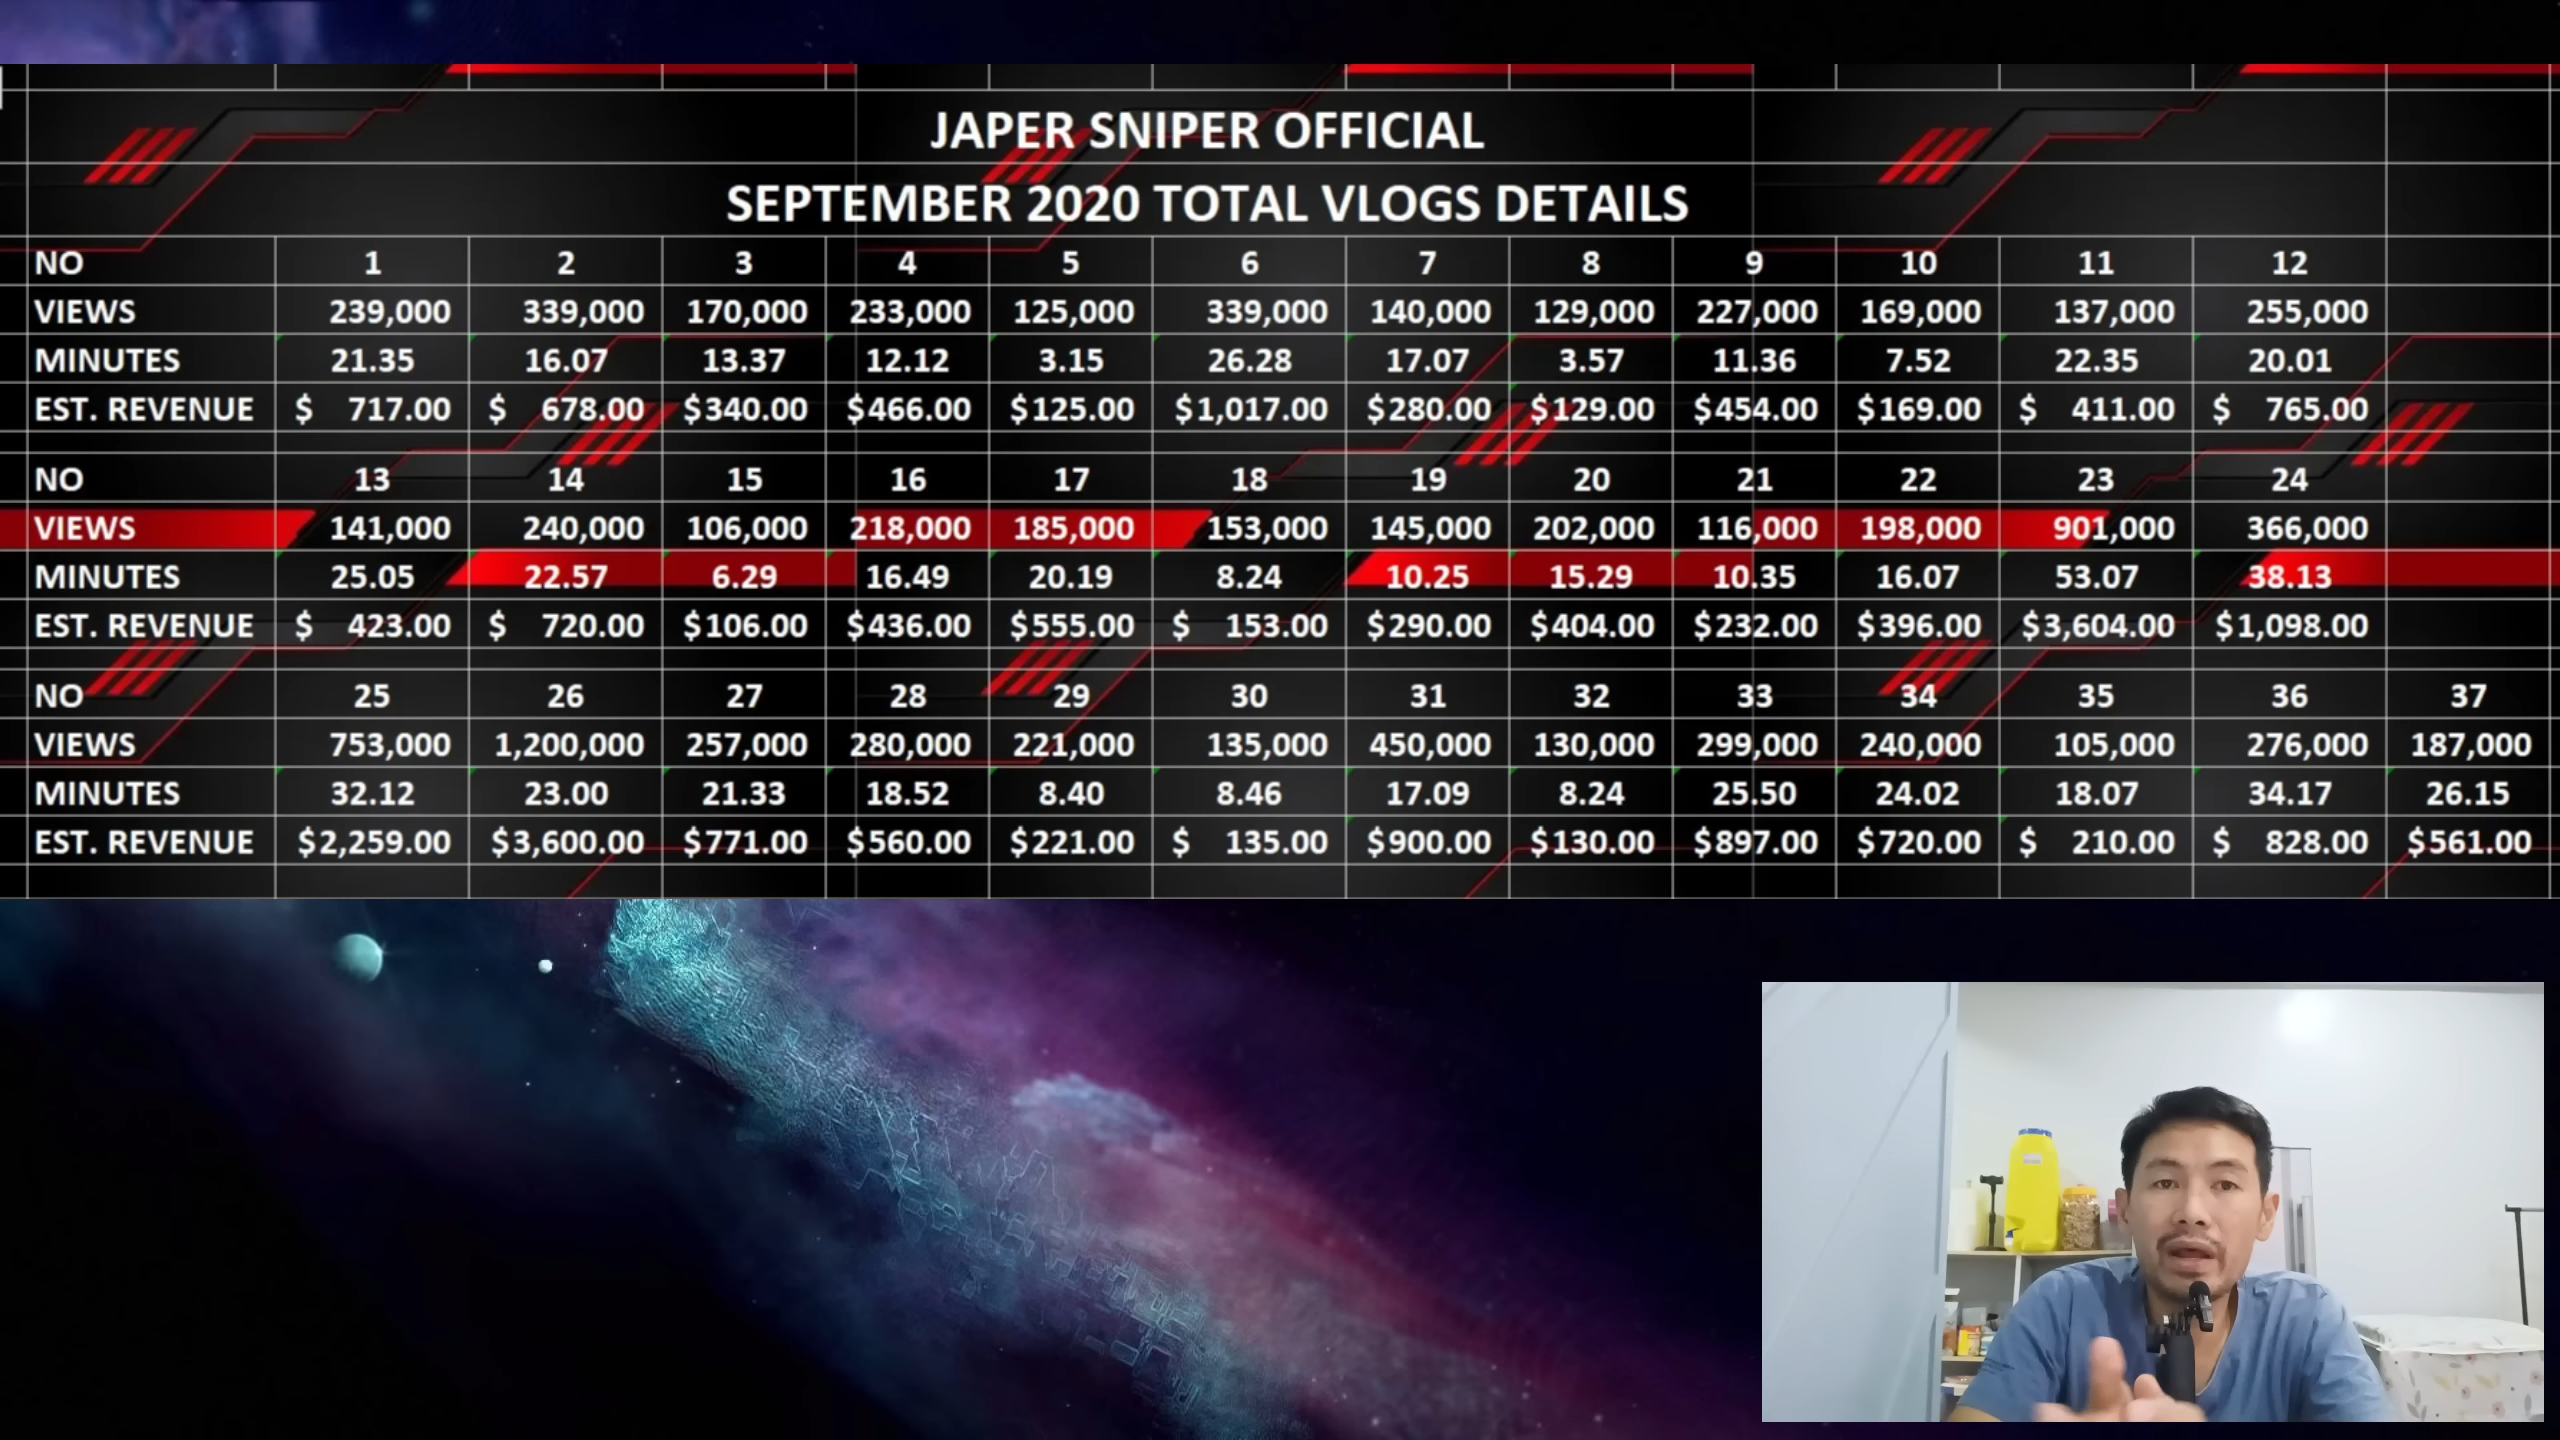 JAPER SNIPER OFFICIAL
SEPTEMBER 2020 TOTAL VLOGS DETAILS
NO 1 2 3 4 5 6 7 8 9 10 11 12
VIEWS 239,000 339,000 170,000 233,000 125,000 339,000 140,000 129,000 227,000 169,000 137,000 255,000
MINUTES 21.35 16.07 13.37 12.12 3.15 26.28 17.07 3.57 11.36 7.52 22.35 20.01
EST. REVENUE $ 717.00 $ 678.00 $340.00 $466.00 $125.00 $1,017.00 $280.00 $129.00 $454.00 $169.00 $ 411.00 $ 765.00
NO 13 14 15 16 17 18 19 20 21 22 23 24
VIEWS 141,000 240,000 106,000 218,000 185,000 153,000 145,000 202,000 116,000 198,000 901,000 366,000
MINUTES 25.05 22.57 6.29 16.49 20.19 8.24 10.25 15.29 10.35 16.07 53.07 38.13
EST. REVENUE $ 423.00 $ 720.00 $106.00 $436.00 $555.00 $ 153.00 $290.00 $404.00 $232.00 $396.00 $3,604.00 $1,098.00
NO 25 26 27 28 29 30 31 32 33 34 35 36 37
VIEWS 753,000 1,200,000 257,000 280,000 221,000 135,000 450,000 130,000 299,000 240,000 105,000 276,000 187,000
MINUTES 32.12 23.00 21.33 18.52 8.40 8.46 17.09 8.24 25.50 24.02 18.07 34.17 26.15
EST. REVENUE $2,259.00 $3,600.00 $771.00 $560.00 $221.00 $ 135.00 $900.00 $130.00 $897.00 $720.00 $ 210.00 $ 828.00 $561.00